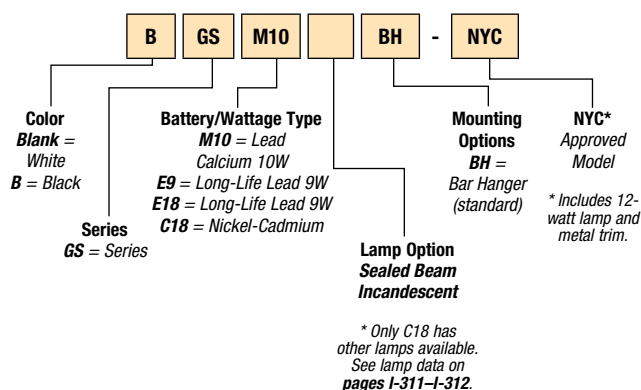 B GS M10 BH - NYC
Color
Blank =
White
B = Black
Series
GS = Series
Battery/Wattage Type
M10 = Lead
Calcium 10W
E9 = Long-Life Lead 9W
E18 = Long-Life Lead 9W
C18 = Nickel-Cadmium
Lamp Option
Sealed Beam
Incandescent
* Only C18 has
other lamps available.
See lamp data on
pages I-311–I-312.
Mounting
Options
BH =
Bar Hanger
(standard)
NYC*
Approved
Model
* Includes 12-
watt lamp and
metal trim.